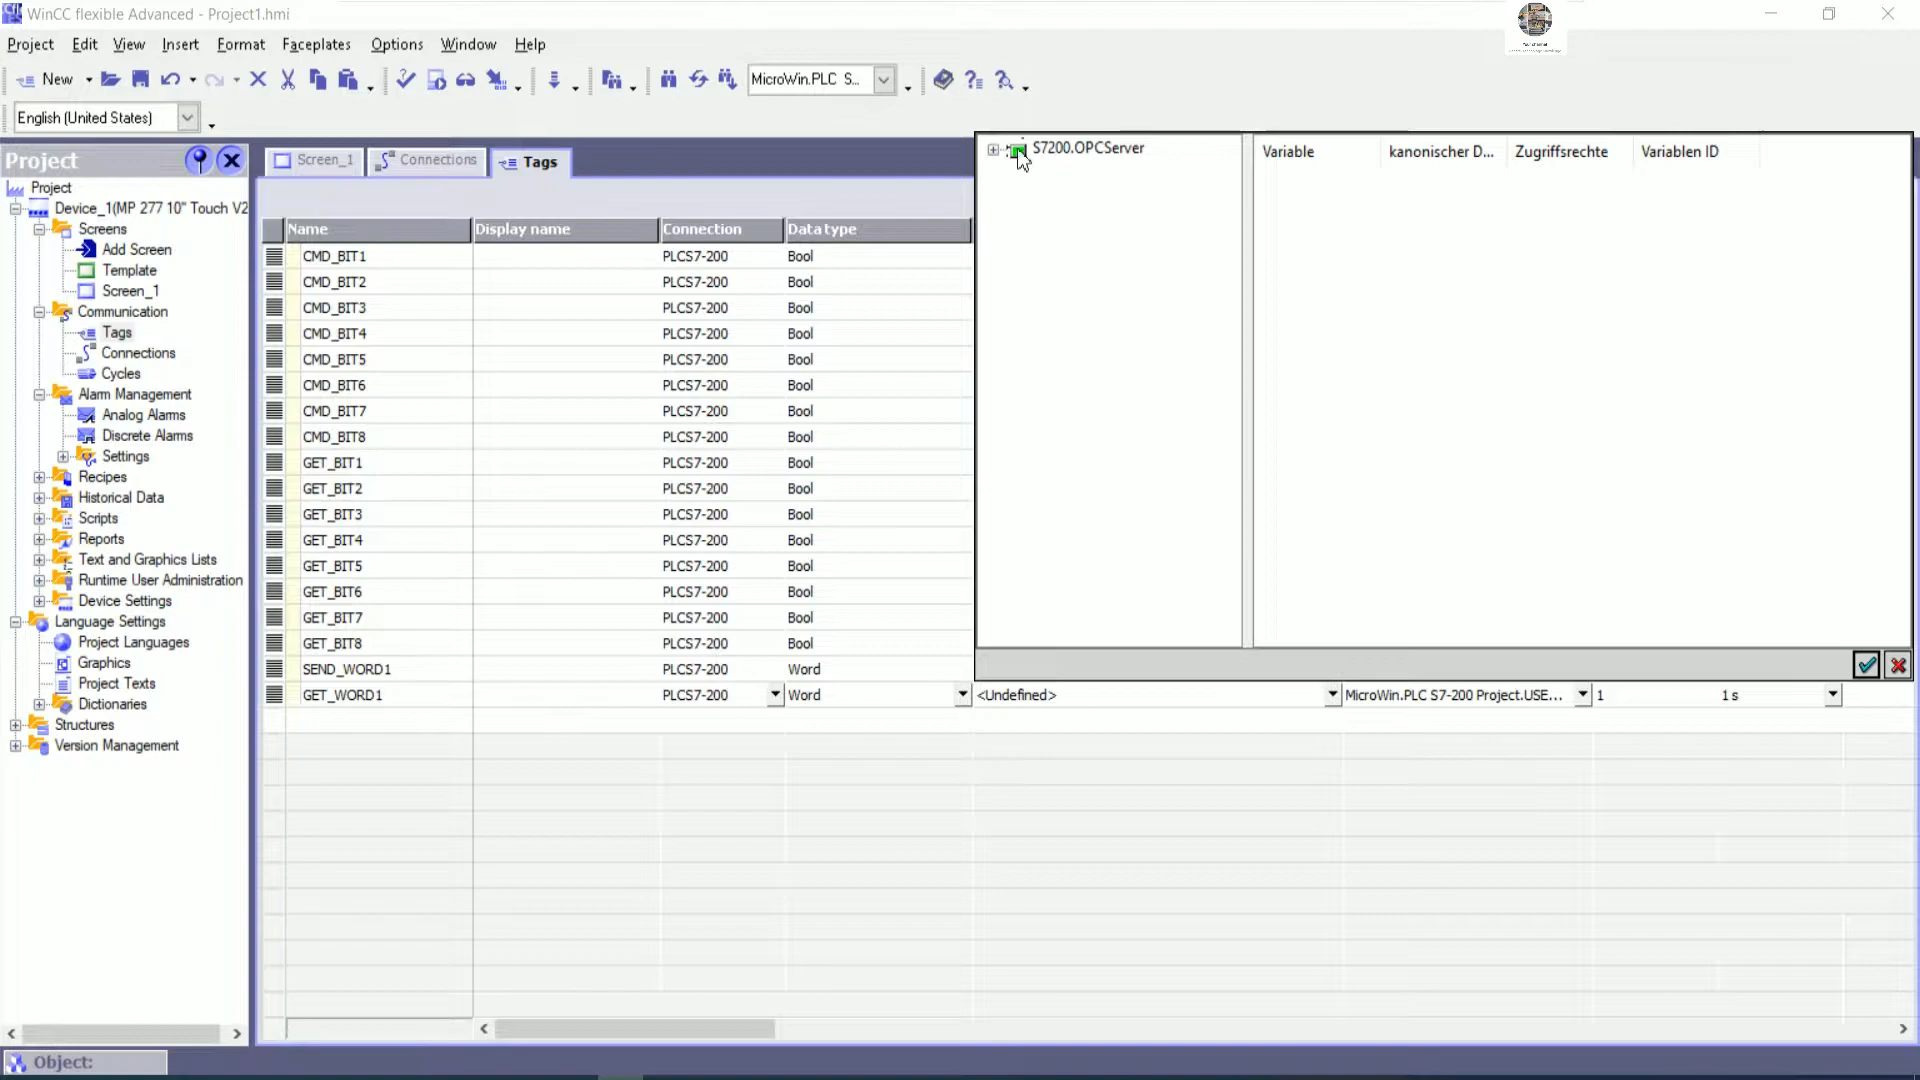 WinCC flexible Advanced - Project1.hmi
Your channel
Project Edit View Insert Format Faceplates Options Window Help
New
MicroWin.PLC S...
English (United States)
Project
Project
Device_1(MP 277 10" Touch V2
Screens
Add Screen
Template
Screen_1
Communication
Tags
Connections
Cycles
Alarm Management
Analog Alarms
Discrete Alarms
Settings
Recipes
Historical Data
Scripts
Reports
Text and Graphics Lists
Runtime User Administration
Device Settings
Language Settings
Project Languages
Graphics
Project Texts
Dictionaries
Structures
Version Management
Screen_1 Connections Tags
Name Display name Connection Data type
CMD_BIT1 PLCS7-200 Bool
CMD_BIT2 PLCS7-200 Bool
CMD_BIT3 PLCS7-200 Bool
CMD_BIT4 PLCS7-200 Bool
CMD_BIT5 PLCS7-200 Bool
CMD_BIT6 PLCS7-200 Bool
CMD_BIT7 PLCS7-200 Bool
CMD_BIT8 PLCS7-200 Bool
GET_BIT1 PLCS7-200 Bool
GET_BIT2 PLCS7-200 Bool
GET_BIT3 PLCS7-200 Bool
GET_BIT4 PLCS7-200 Bool
GET_BIT5 PLCS7-200 Bool
GET_BIT6 PLCS7-200 Bool
GET_BIT7 PLCS7-200 Bool
GET_BIT8 PLCS7-200 Bool
SEND_WORD1 PLCS7-200 Word
GET_WORD1 PLCS7-200 Word <Undefined> MicroWin.PLC S7-200 Project.USE... 1 1 s
S7200.OPCServer
Variable kanonischer D... Zugriffsrechte Variablen ID
Object: